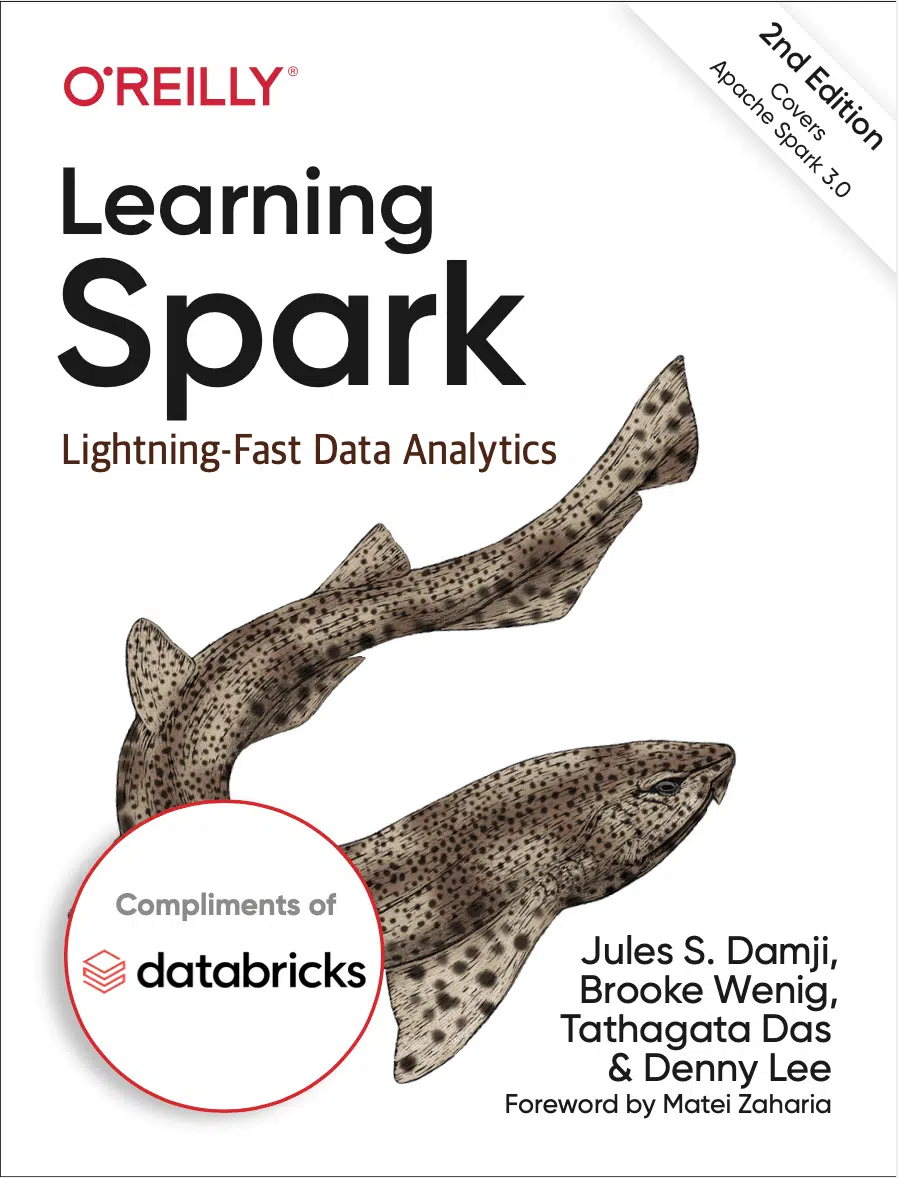 O'REILLY®
2nd Edition
Covers
Apache Spark 3.0
Learning
Spark
Lightning-Fast Data Analytics
Compliments of
databricks
Jules S. Damji,
Brooke Wenig,
Tathagata Das
& Denny Lee
Foreword by Matei Zaharia